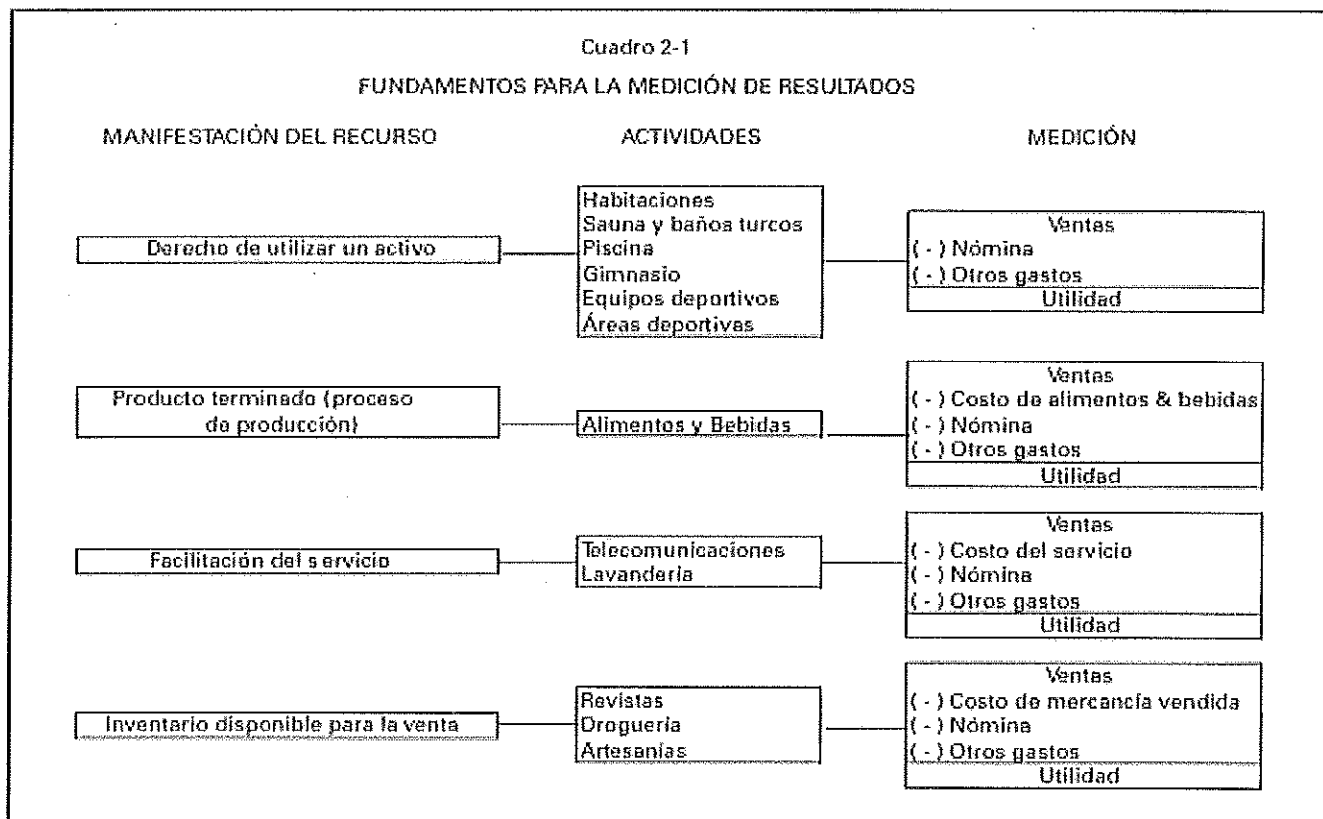 Cuadro 2-1
FUNDAMENTOS PARA LA MEDICIÓN DE RESULTADOS
MANIFESTACIÓN DEL RECURSO
ACTIVIDADES
MEDICIÓN
Derecho de utilizar un activo
Habitaciones
Sauna y baños turcos
Piscina
Gimnasio
Equipos deportivos
Áreas deportivas
Ventas
( - ) Nómina
( - ) Otros gastos
Utilidad
Producto terminado (proceso
de producción)
Alimentos y Bebidas
Ventas
( - ) Costo de alimentos & bebidas
( - ) Nómina
( - ) Otros gastos
Utilidad
Facilitación del servicio
Telecomunicaciones
Lavandería
Ventas
( - ) Costo del servicio
( - ) Nómina
( - ) Otros gastos
Utilidad
Inventario disponible para la venta
Revistas
Droguería
Artesanías
Ventas
( - ) Costo de mercancía vendida
( - ) Nómina
( - ) Otros gastos
Utilidad